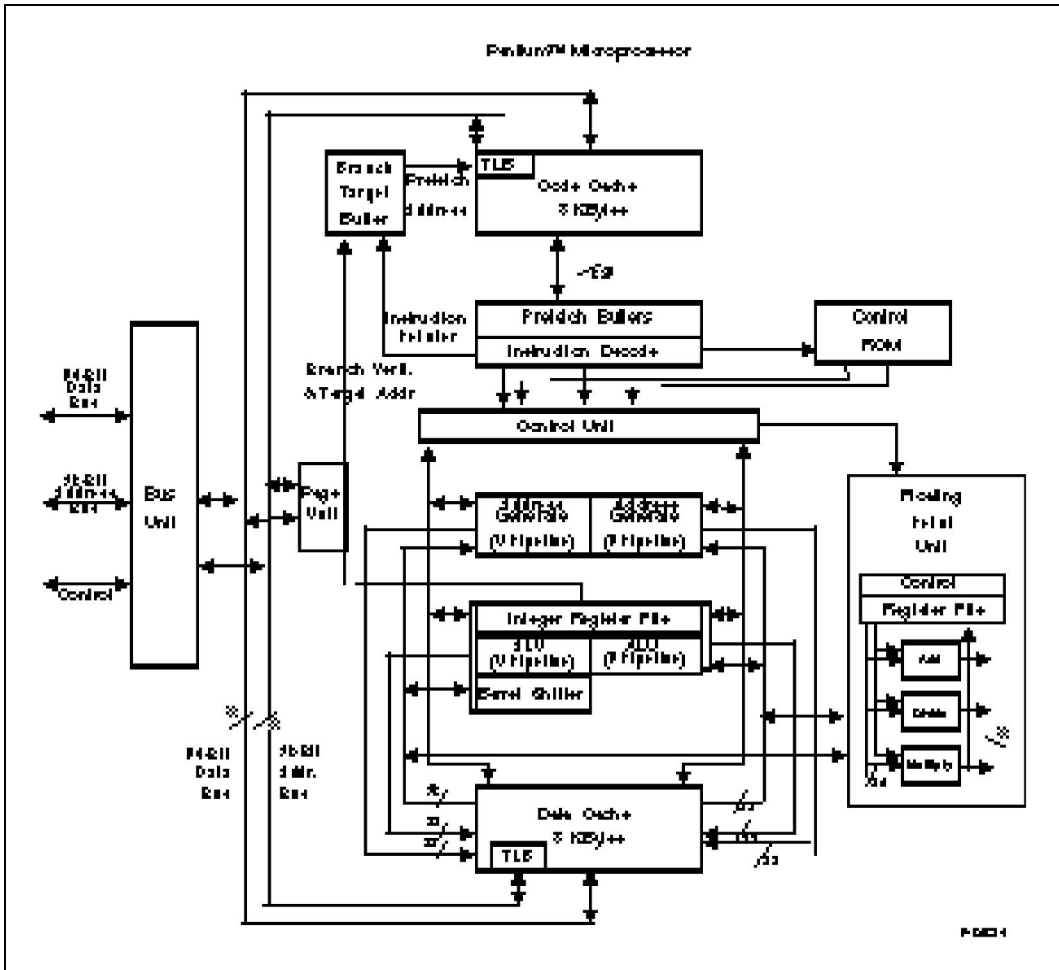 Pentium™ Microprocessor
Branch
Target
Buffer
Prefetch
Address
TLB
Code Cache
8 KBytes
Instruction
Pointer
Branch Verif.
& Target Addr
Prefetch Buffers
Instruction Decode
Control
ROM
Control Unit
64-Bit
Data
Bus
32-Bit
Address
Bus
Control
Bus
Unit
Page
Unit
Address
Generate
(U Pipeline)
Address
Generate
(V Pipeline)
Integer Register File
ALU
(U Pipeline)
ALU
(V Pipeline)
Barrel Shifter
Floating
Point
Unit
Control
Register File
Add
Divide
Multiply
64-Bit
Data
Bus
32-Bit
Addr.
Bus
32
32
32
32
32
Data Cache
8 KBytes
TLB